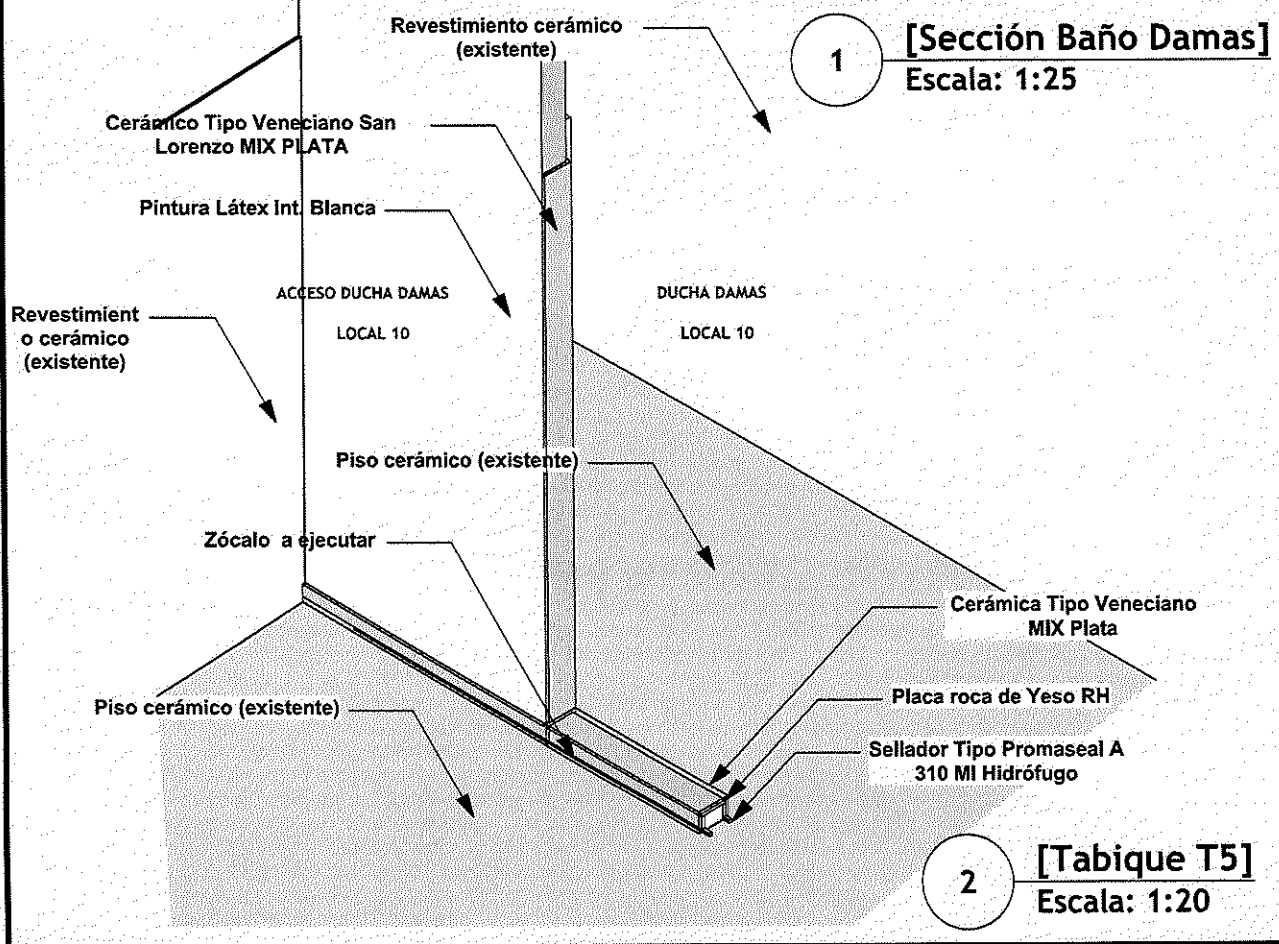 Revestimiento cerámico
(existente)
1
[Sección Baño Damas]
Escala: 1:25
Cerámico Tipo Veneciano San
Lorenzo MIX PLATA
Pintura Látex Int. Blanca
ACCESO DUCHA DAMAS
LOCAL 10
DUCHA DAMAS
LOCAL 10
Revestimient
o cerámico
(existente)
Piso cerámico (existente)
Zócalo a ejecutar
Cerámica Tipo Veneciano
MIX Plata
Piso cerámico (existente)
Placa roca de Yeso RH
Sellador Tipo Promaseal A
310 Ml Hidrófugo
2
[Tabique T5]
Escala: 1:20